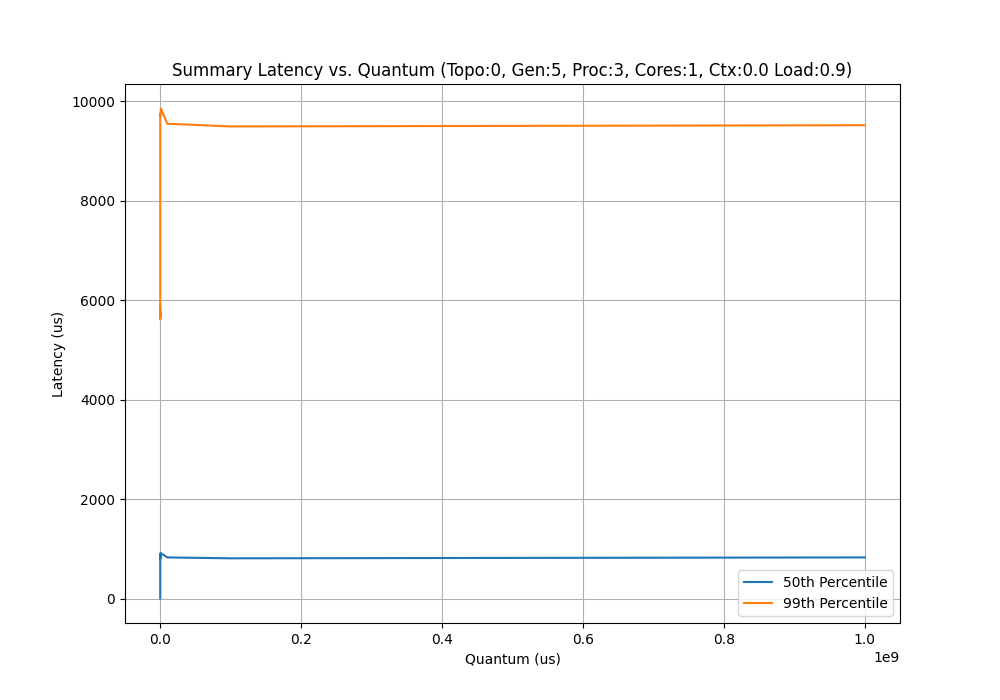 Summary Latency vs. Quantum (Topo:0, Gen:5, Proc:3, Cores:1, Ctx:0.0 Load:0.9)
10000
8000
6000
4000
2000
0
Latency (us)
50th Percentile
99th Percentile
0.0 0.2 0.4 0.6 0.8 1.0
1e9
Quantum (us)